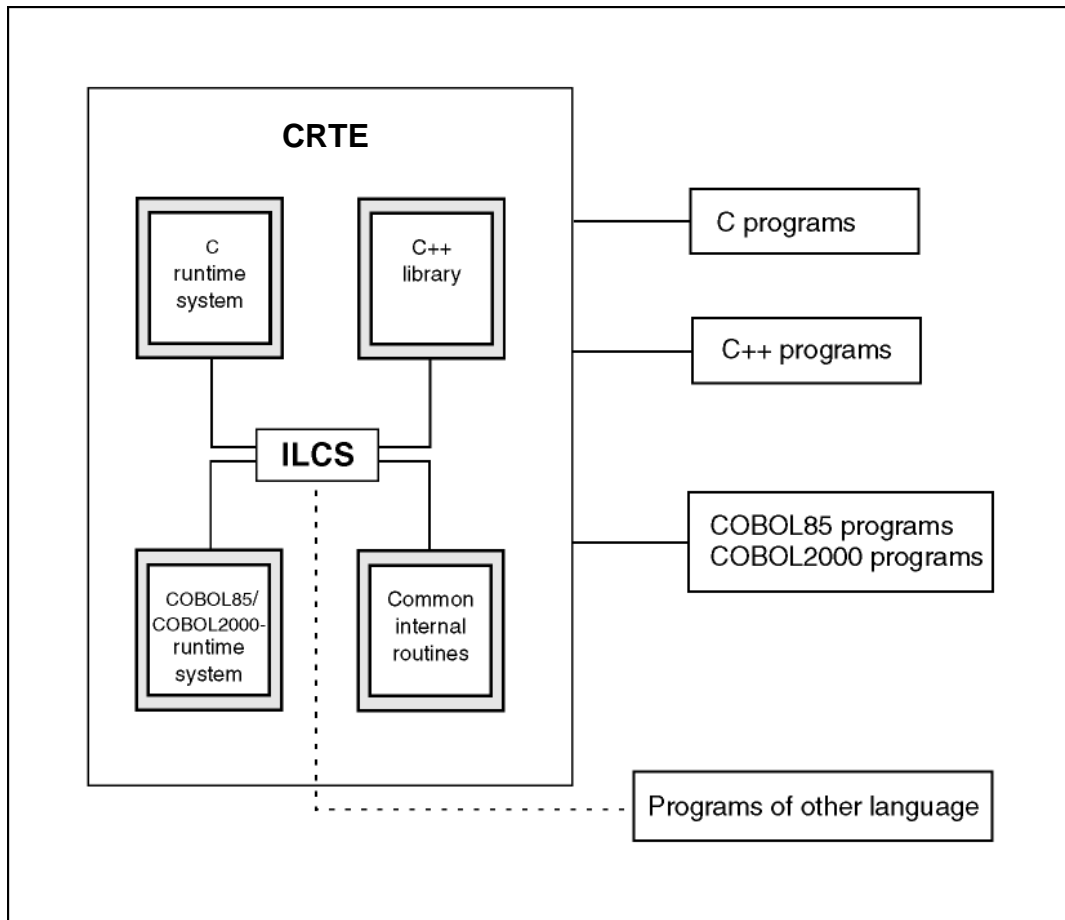 CRTE
C
runtime
system
C++
library
ILCS
COBOL85/
COBOL2000-
runtime
system
Common
internal
routines
C programs
C++ programs
COBOL85 programs
COBOL2000 programs
Programs of other language